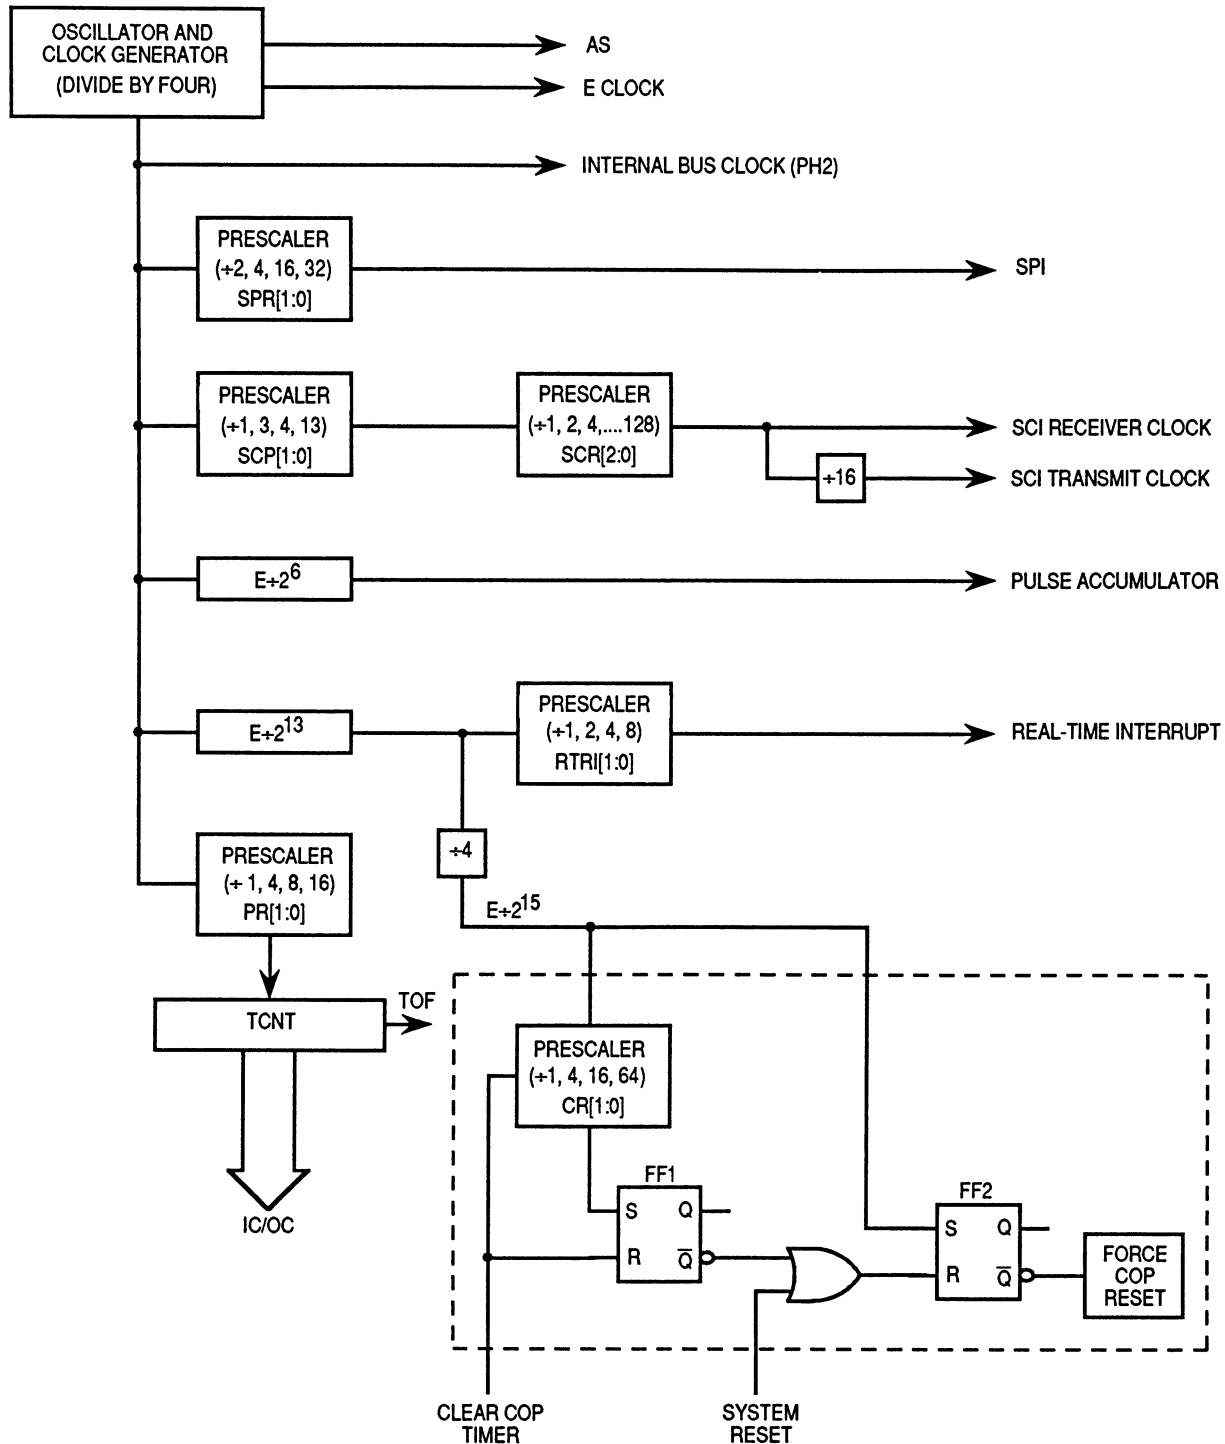 OSCILLATOR AND
CLOCK GENERATOR
(DIVIDE BY FOUR)
AS
E CLOCK
INTERNAL BUS CLOCK (PH2)
PRESCALER
(÷2, 4, 16, 32)
SPR[1:0]
SPI
PRESCALER
(÷1, 3, 4, 13)
SCP[1:0]
PRESCALER
(÷1, 2, 4,....128)
SCR[2:0]
SCI RECEIVER CLOCK
÷16
SCI TRANSMIT CLOCK
E÷2⁶
PULSE ACCUMULATOR
E÷2¹³
PRESCALER
(÷1, 2, 4, 8)
RTRI[1:0]
REAL-TIME INTERRUPT
÷4
PRESCALER
(÷ 1, 4, 8, 16)
PR[1:0]
E÷2¹⁵
TCNT
TOF
IC/OC
PRESCALER
(÷1, 4, 16, 64)
CR[1:0]
FF1
S Q
R Q̅
FF2
S Q
R Q̅
FORCE
COP
RESET
CLEAR COP
TIMER
SYSTEM
RESET